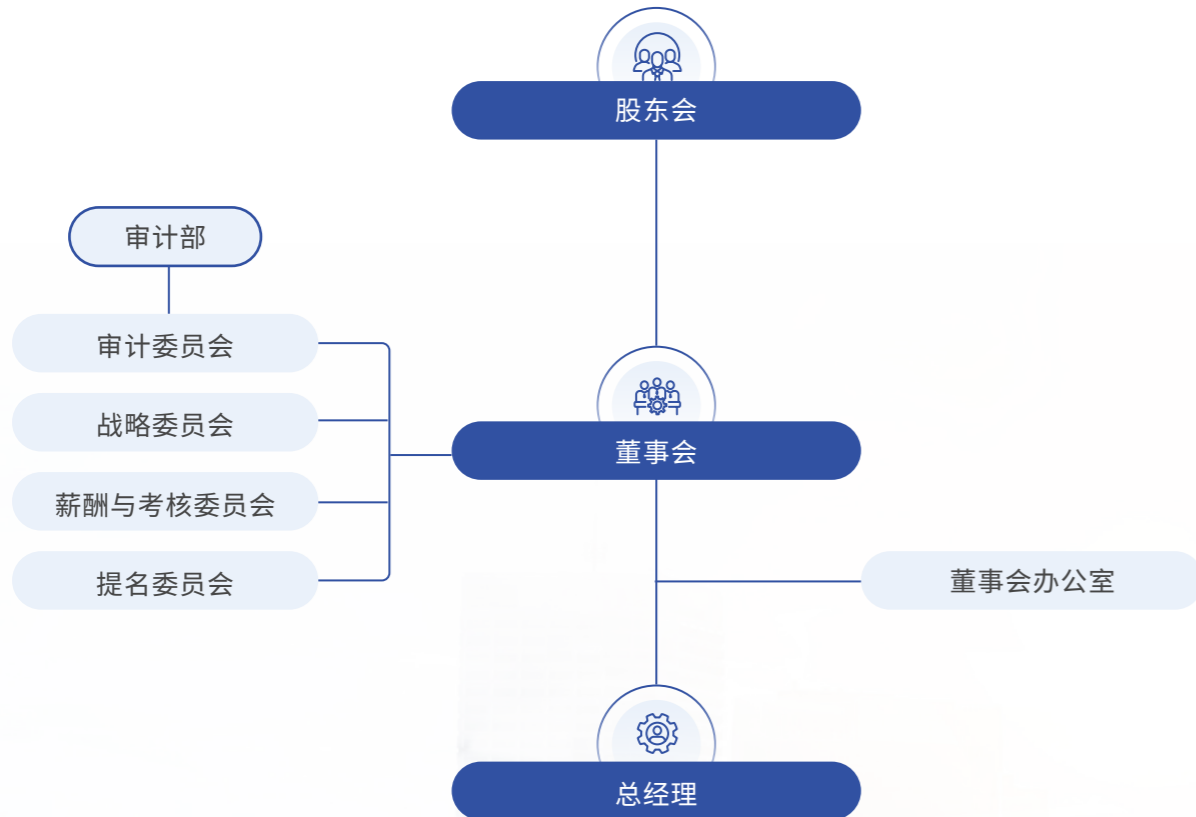 股东会
审计部
审计委员会
战略委员会
董事会
薪酬与考核委员会
提名委员会
董事会办公室
总经理